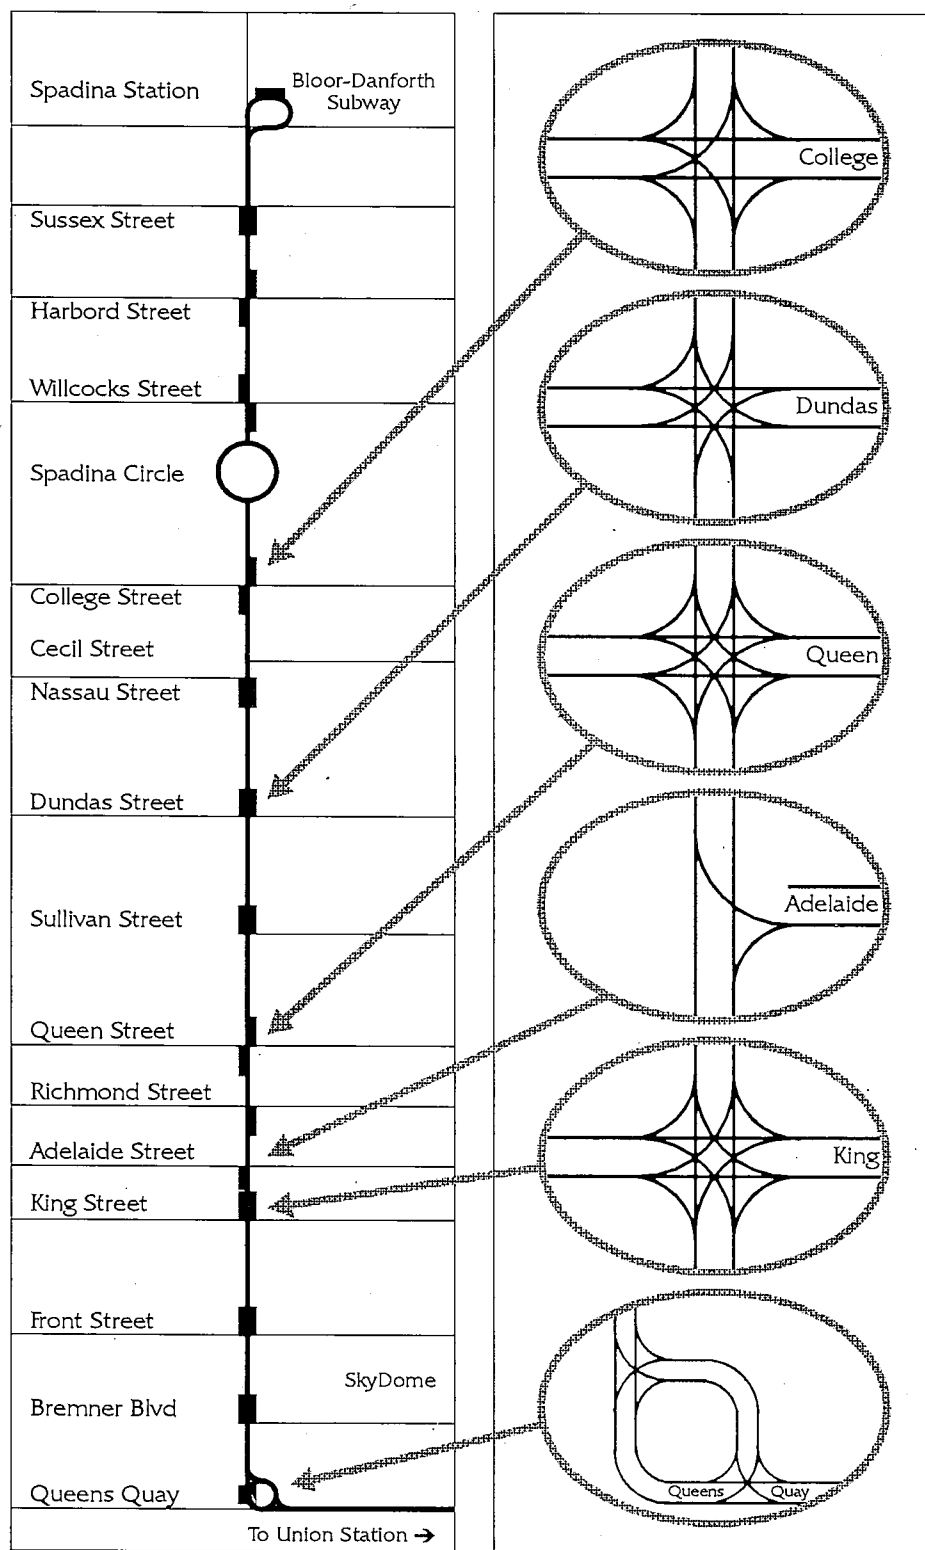 Spadina Station
Bloor-Danforth
Subway
Sussex Street
Harbord Street
Willcocks Street
Spadina Circle
College Street
Cecil Street
Nassau Street
Dundas Street
Sullivan Street
Queen Street
Richmond Street
Adelaide Street
King Street
Front Street
SkyDome
Bremner Blvd
Queens Quay
To Union Station →
College
Dundas
Queen
Adelaide
King
Queens Quay